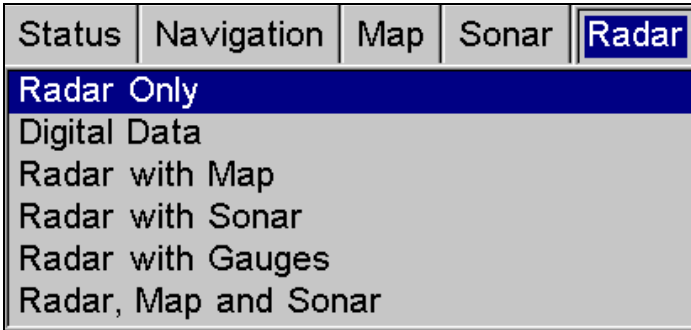 Status Navigation Map Sonar Radar
Radar Only
Digital Data
Radar with Map
Radar with Sonar
Radar with Gauges
Radar, Map and Sonar